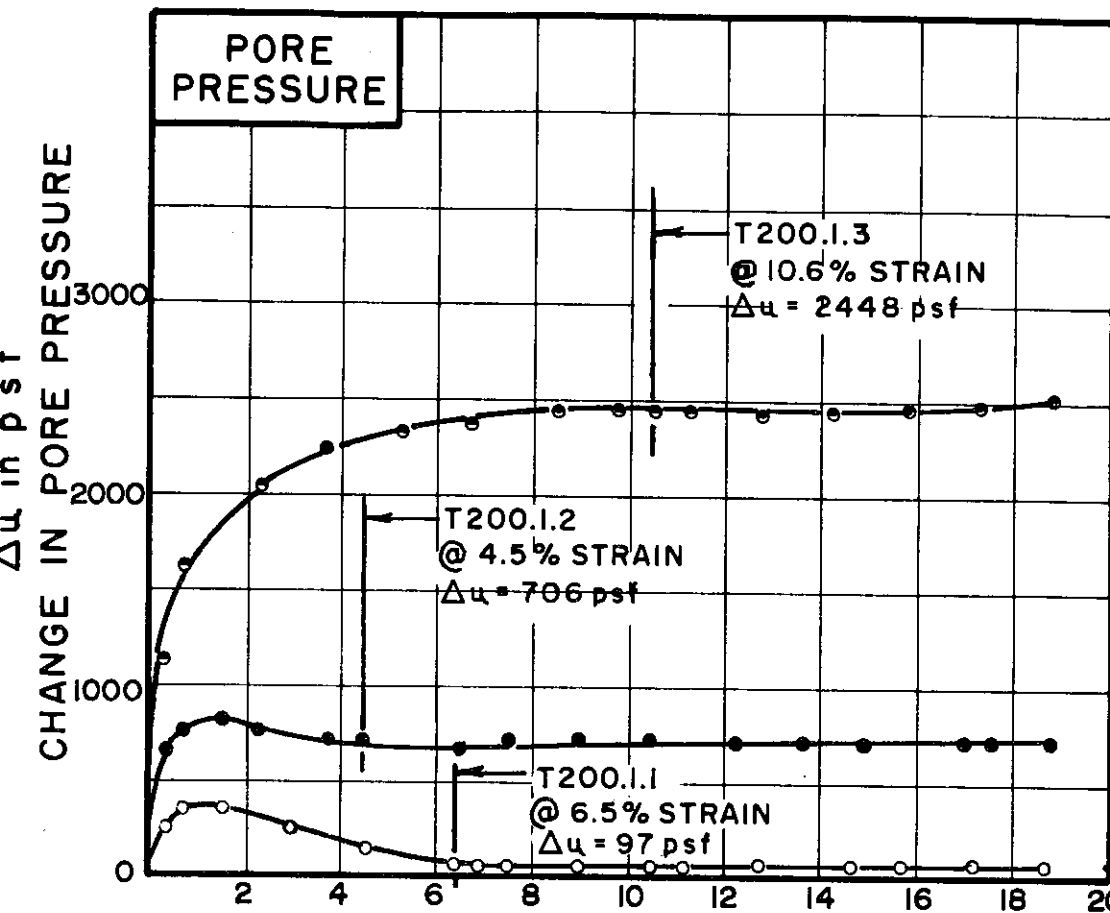 PORE
PRESSURE
Δu in psf
CHANGE IN PORE PRESSURE
3000
2000
1000
0
T200.1.3
@ 10.6% STRAIN
Δu = 2448 psf
T200.1.2
@ 4.5% STRAIN
Δu = 706 psf
T200.1.1
@ 6.5% STRAIN
Δu = 97 psf
2 4 6 8 10 12 14 16 18 20